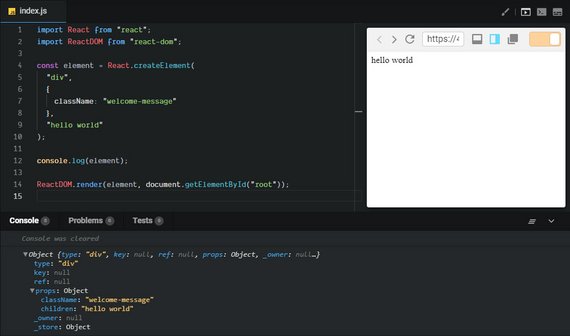 index.js
1 import React from "react";
2 import ReactDOM from "react-dom";
3
4 const element = React.createElement(
5 "div",
6 {
7 className: "welcome-message"
8 },
9 "hello world"
10 );
11
12 console.log(element);
13
14 ReactDOM.render(element, document.getElementById("root"));
15
https://4
hello world
Console 0 Problems 0 Tests 0
Console was cleared
▼Object {type: "div", key: null, ref: null, props: Object, _owner: null…}
type: "div"
key: null
ref: null
▼props: Object
className: "welcome-message"
children: "hello world"
_owner: null
_store: Object